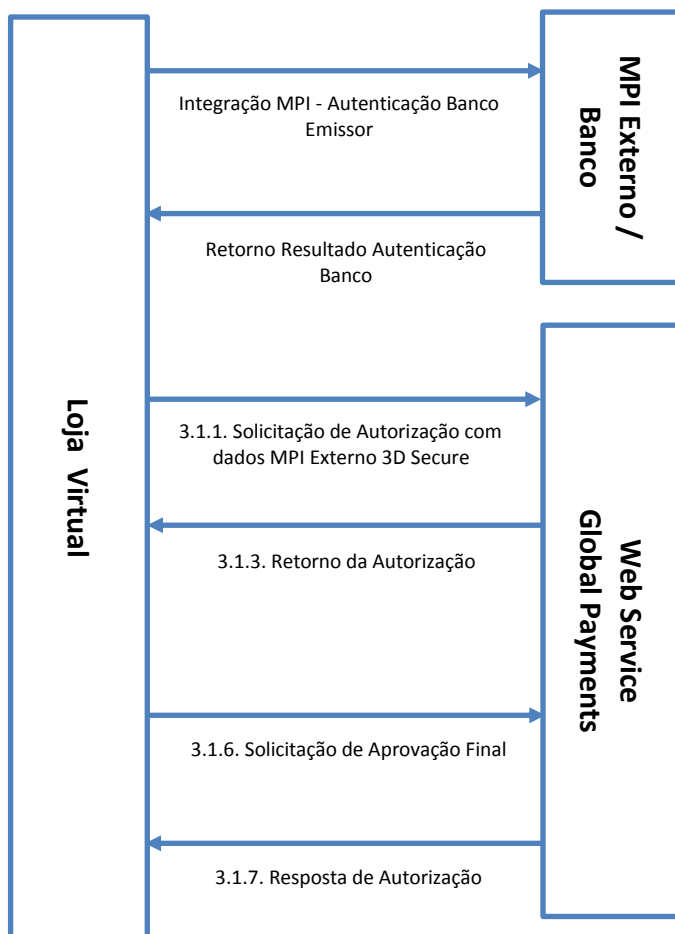 Loja Virtual
Integração MPI - Autenticação Banco
Emissor
MPI Externo /
Banco
Retorno Resultado Autenticação
Banco
3.1.1. Solicitação de Autorização com
dados MPI Externo 3D Secure
3.1.3. Retorno da Autorização
Web Service
Global Payments
3.1.6. Solicitação de Aprovação Final
3.1.7. Resposta de Autorização